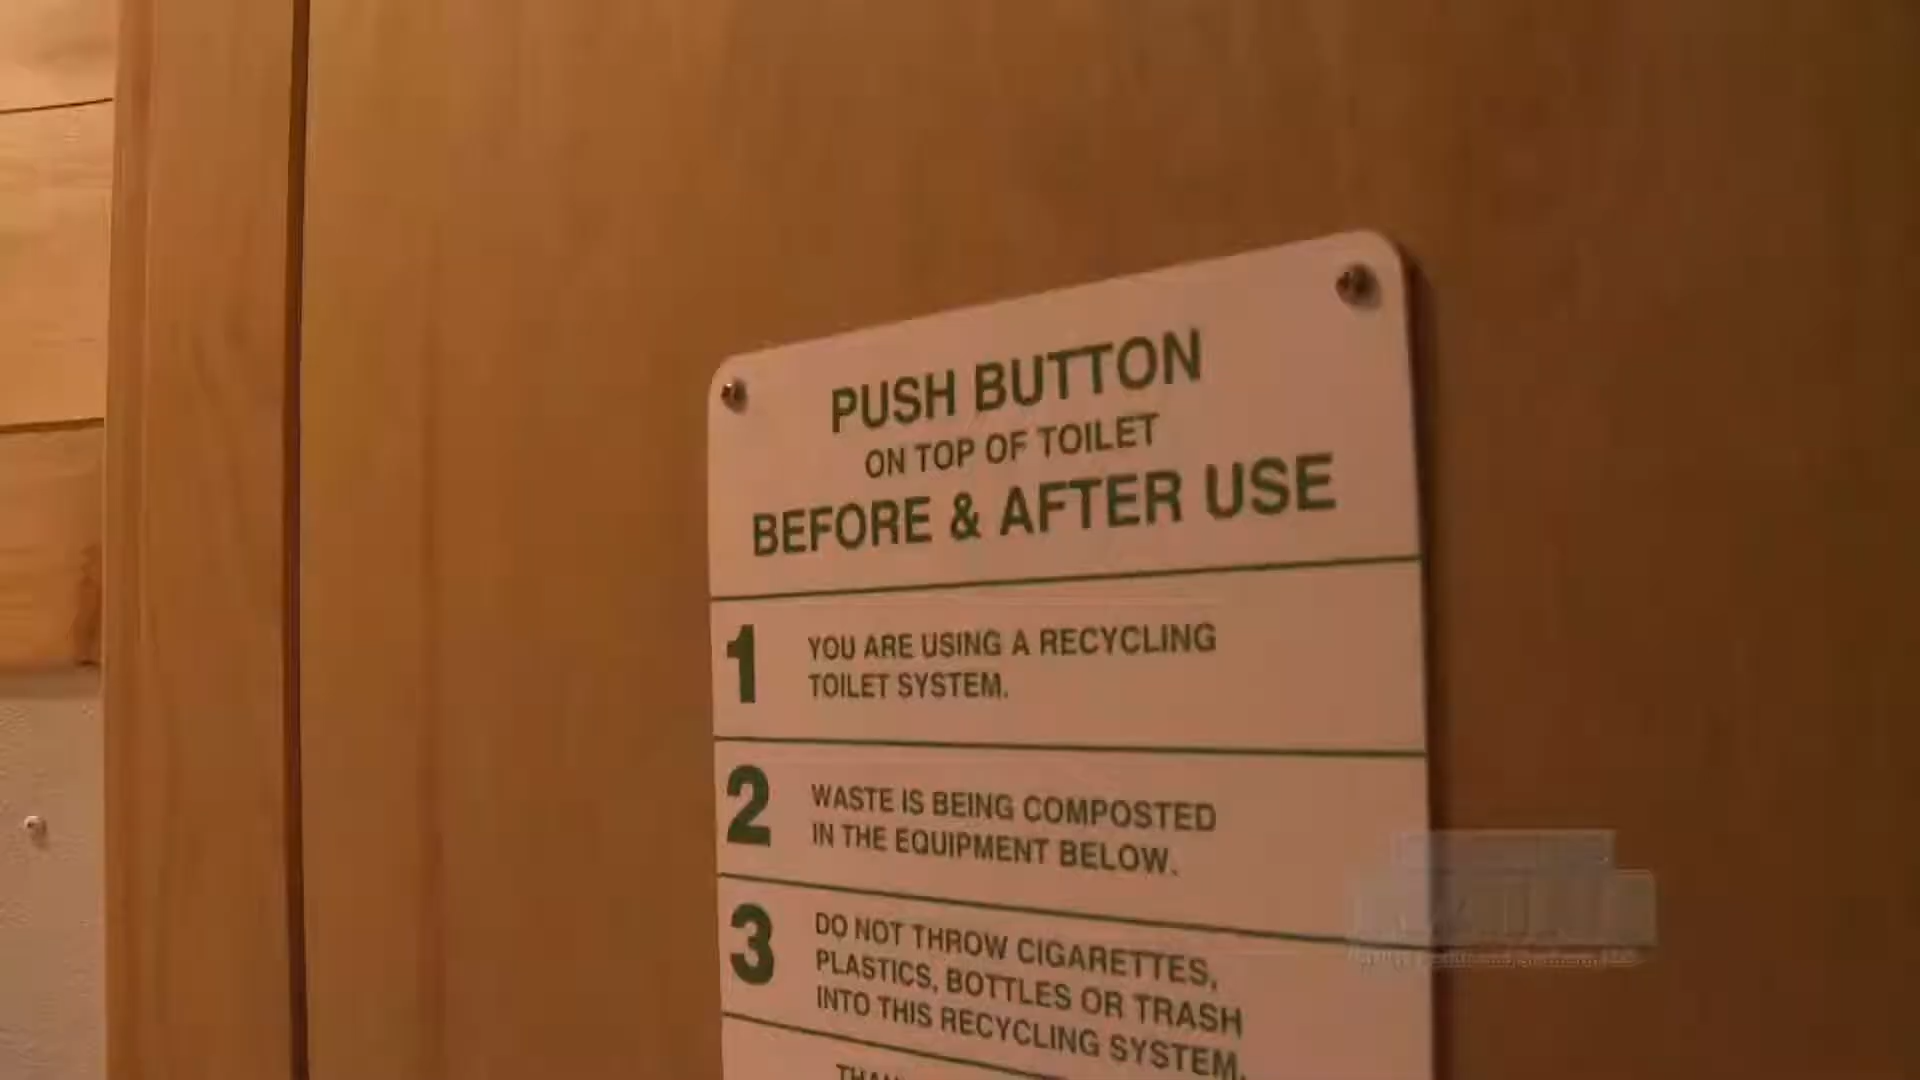 PUSH BUTTON
ON TOP OF TOILET
BEFORE & AFTER USE
1
YOU ARE USING A RECYCLING
TOILET SYSTEM.
2
WASTE IS BEING COMPOSTED
IN THE EQUIPMENT BELOW.
3
DO NOT THROW CIGARETTES,
PLASTICS, BOTTLES OR TRASH
INTO THIS RECYCLING SYSTEM.